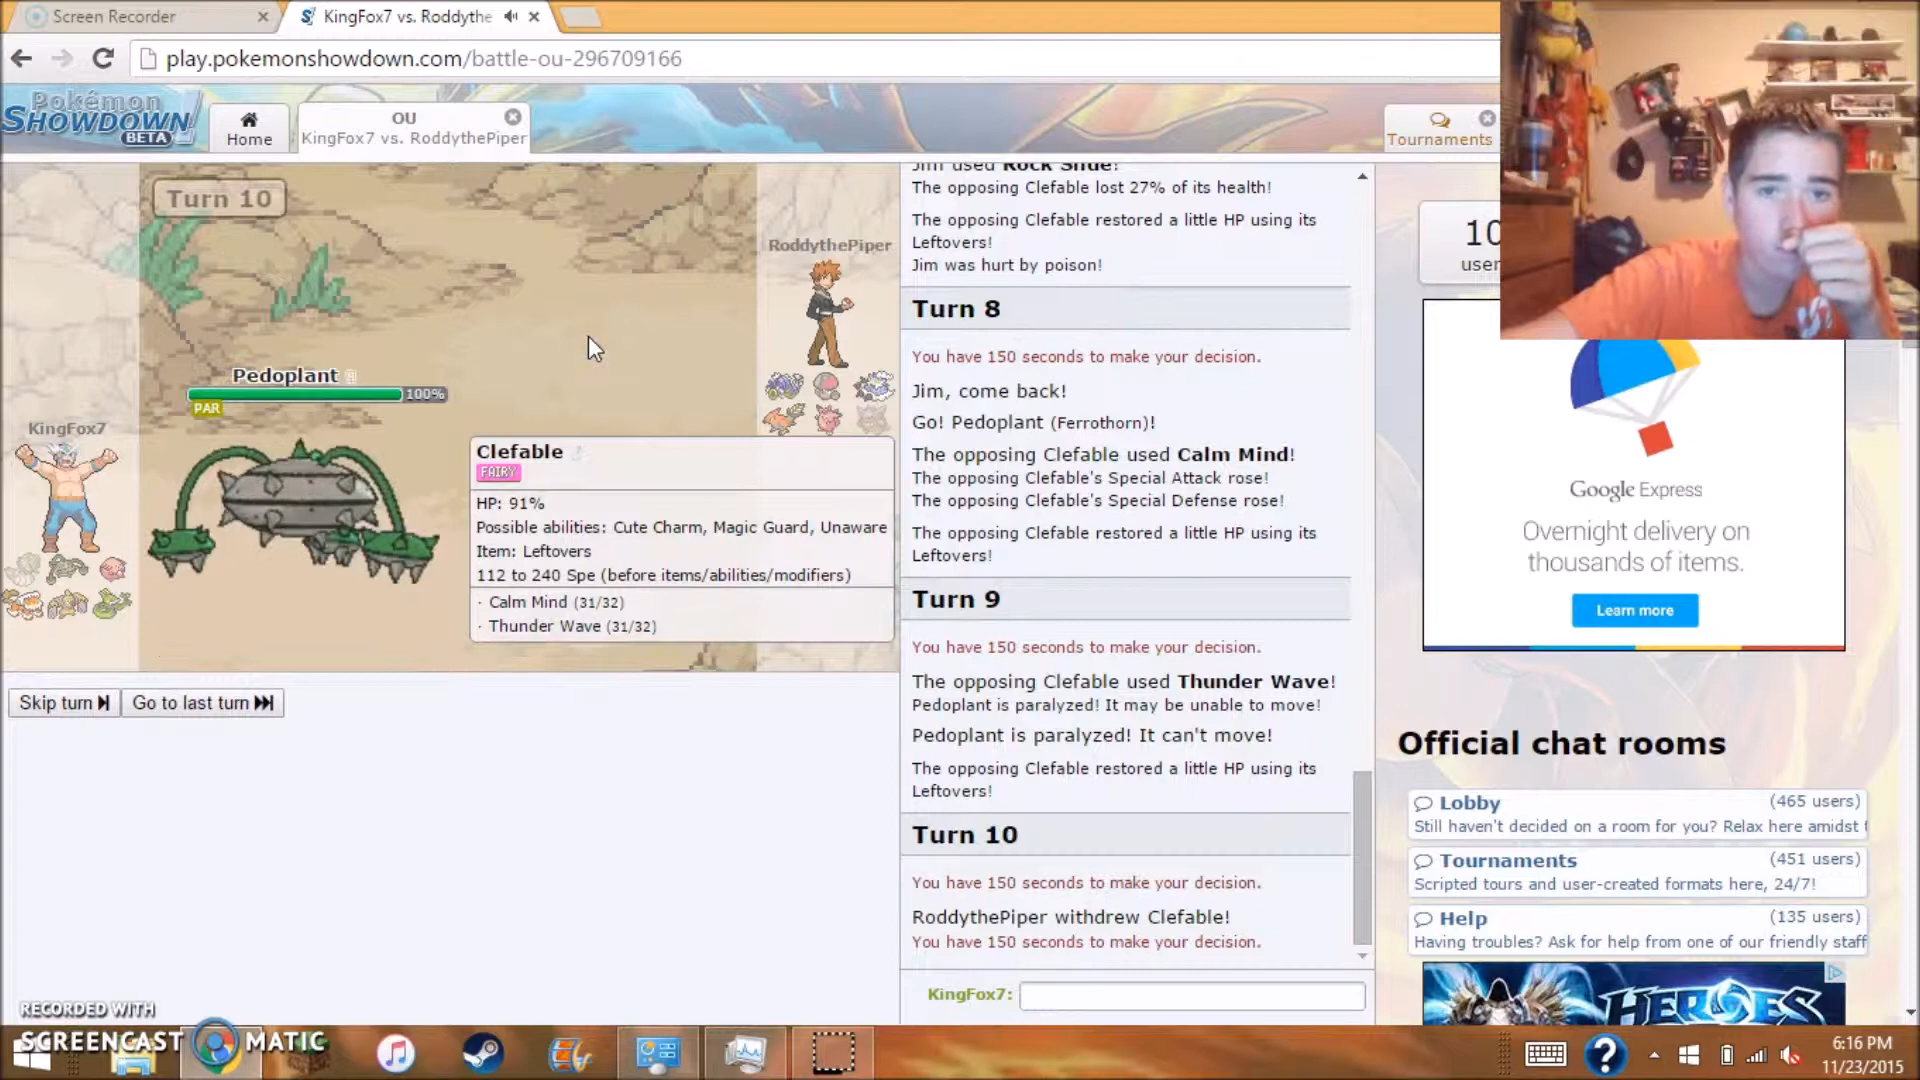 Screen Recorder
KingFox7 vs. Roddythe
play.pokemonshowdown.com/battle-ou-296709166
Pokémon
SHOWDOWN
BETA
Home
OU
KingFox7 vs. RoddythePiper
Tournaments
Turn 10
RoddythePiper
Pedoplant
100%
PAR
KingFox7
Clefable
FAIRY
HP: 91%
Possible abilities: Cute Charm, Magic Guard, Unaware
Item: Leftovers
112 to 240 Spe (before items/abilities/modifiers)
· Calm Mind (31/32)
· Thunder Wave (31/32)
Skip turn
Go to last turn
Jim used Rock Slide!
The opposing Clefable lost 27% of its health!
The opposing Clefable restored a little HP using its
Leftovers!
Jim was hurt by poison!
Turn 8
You have 150 seconds to make your decision.
Jim, come back!
Go! Pedoplant (Ferrothorn)!
The opposing Clefable used Calm Mind!
The opposing Clefable's Special Attack rose!
The opposing Clefable's Special Defense rose!
The opposing Clefable restored a little HP using its
Leftovers!
Turn 9
You have 150 seconds to make your decision.
The opposing Clefable used Thunder Wave!
Pedoplant is paralyzed! It may be unable to move!
Pedoplant is paralyzed! It can't move!
The opposing Clefable restored a little HP using its
Leftovers!
Turn 10
You have 150 seconds to make your decision.
RoddythePiper withdrew Clefable!
You have 150 seconds to make your decision.
KingFox7:
10
user
Google Express
Overnight delivery on
thousands of items.
Learn more
Official chat rooms
Lobby (465 users)
Still haven't decided on a room for you? Relax here amidst t
Tournaments (451 users)
Scripted tours and user-created formats here, 24/7!
Help (135 users)
Having troubles? Ask for help from one of our friendly staff
HEROES
RECORDED WITH
SCREENCAST MATIC
6:16 PM
11/23/2015